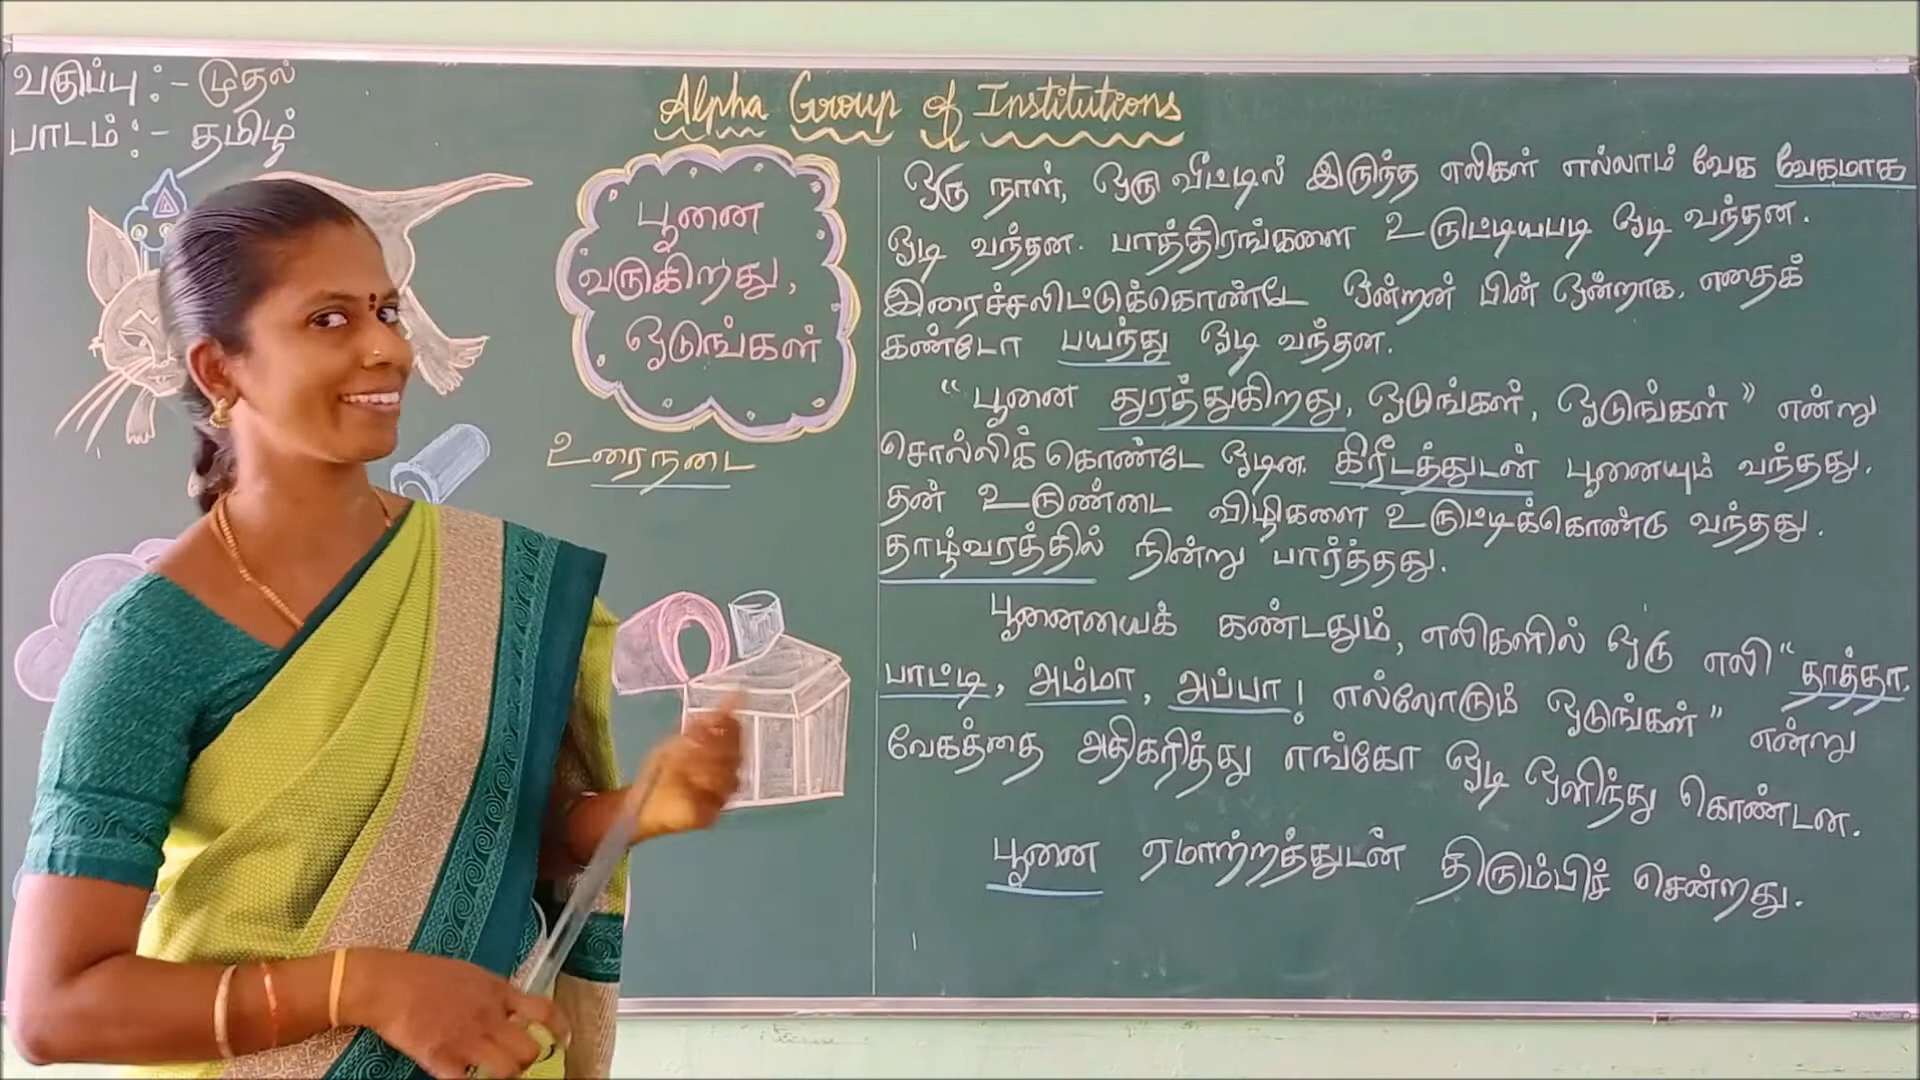 வகுப்பு :- முதல்
பாடம் :- தமிழ்
Alpha Group of Institutions
பூனை
வருகிறது,
ஓடுங்கள்
உரைநடை
ஒரு நாள், ஒரு வீட்டில் இருந்த எலிகள் எல்லாம் வேக வேகமாக
ஓடி வந்தன. பாத்திரங்களை உருட்டியபடி ஓடி வந்தன.
இரைச்சலிட்டுக்கொண்டே ஒன்றன் பின் ஒன்றாக, எதைக்
கண்டோ பயந்து ஓடி வந்தன.
“பூனை துரத்துகிறது, ஓடுங்கள், ஓடுங்கள்” என்று
சொல்லிக் கொண்டே ஓடின. கிரீடத்துடன் பூனையும் வந்தது.
தன் உருண்டை விழிகளை உருட்டிக்கொண்டு வந்தது.
தாழ்வரத்தில் நின்று பார்த்தது.
பூனையைக் கண்டதும், எலிகளில் ஒரு எலி “தாத்தா,
பாட்டி, அம்மா, அப்பா! எல்லோரும் ஓடுங்கள்” என்று
வேகத்தை அதிகரித்து எங்கோ ஓடி ஒளிந்து கொண்டன.
பூனை ஏமாற்றத்துடன் திரும்பிச் சென்றது.